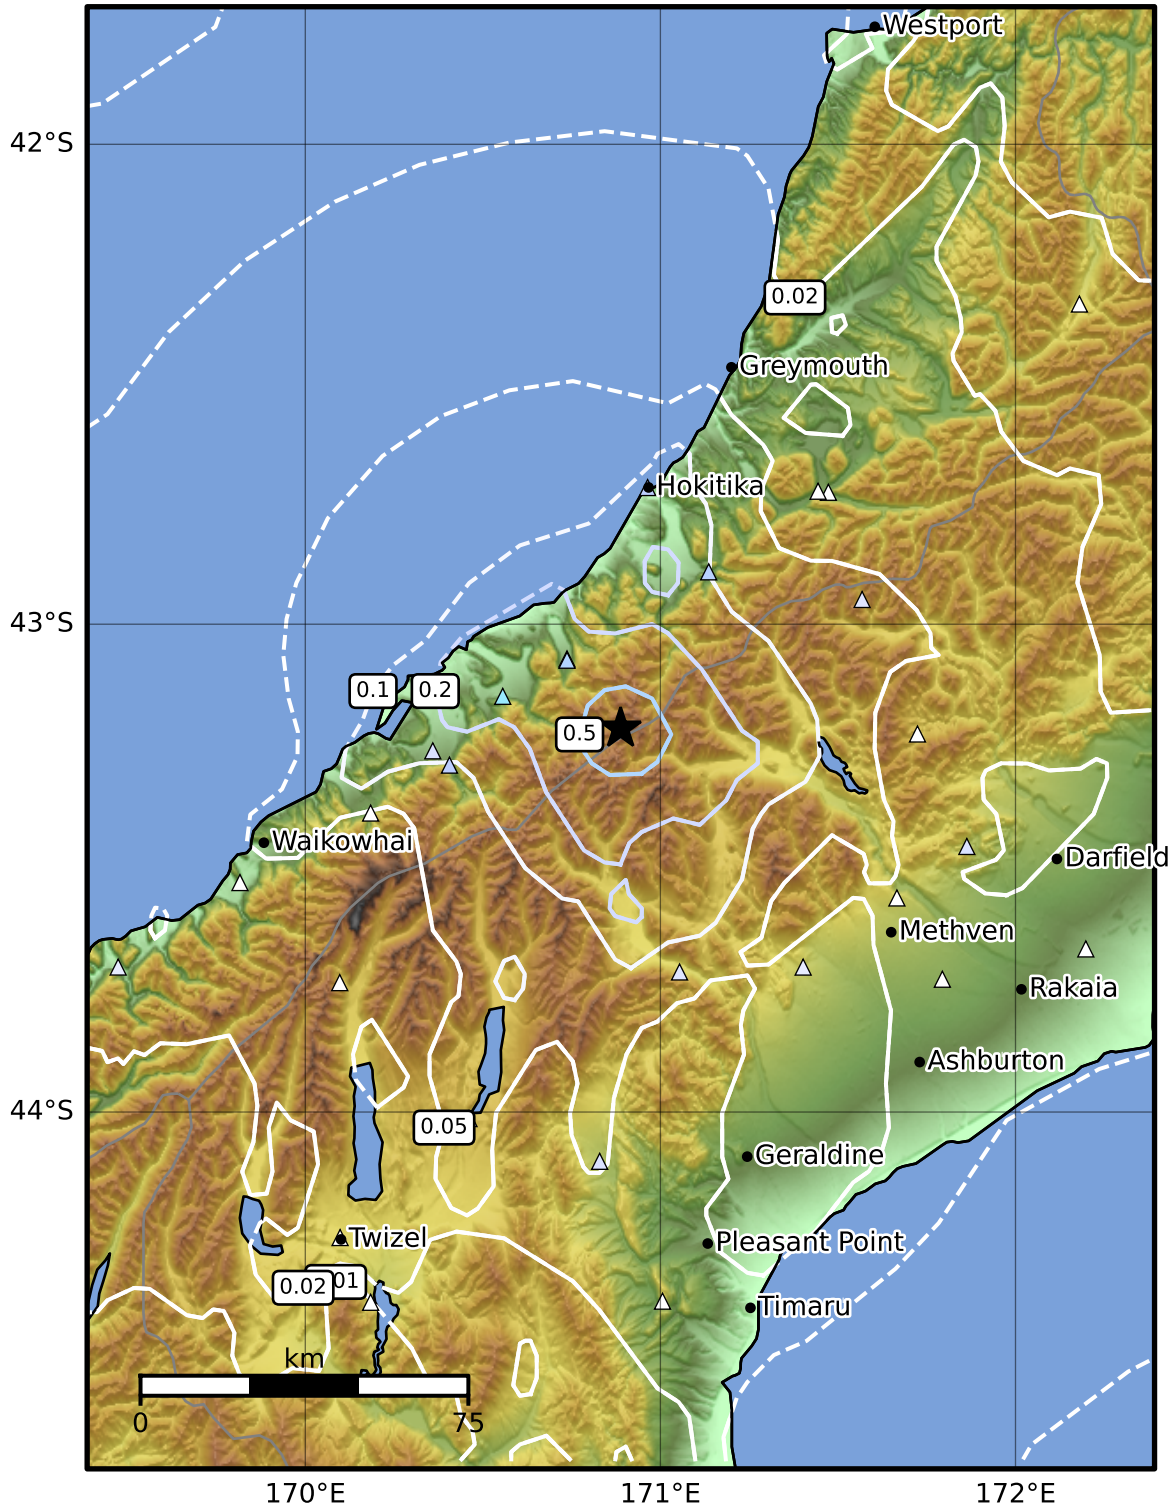 Westport
42°S
0.02
Greymouth
Hokitika
43°S
0.1
0.2
0.5
Waikowhai
Darfield
Methven
Rakaia
Ashburton
44°S
0.05
Geraldine
Twizel
Pleasant Point
0.02
01
Timaru
km
0
75
170°E
171°E
172°E